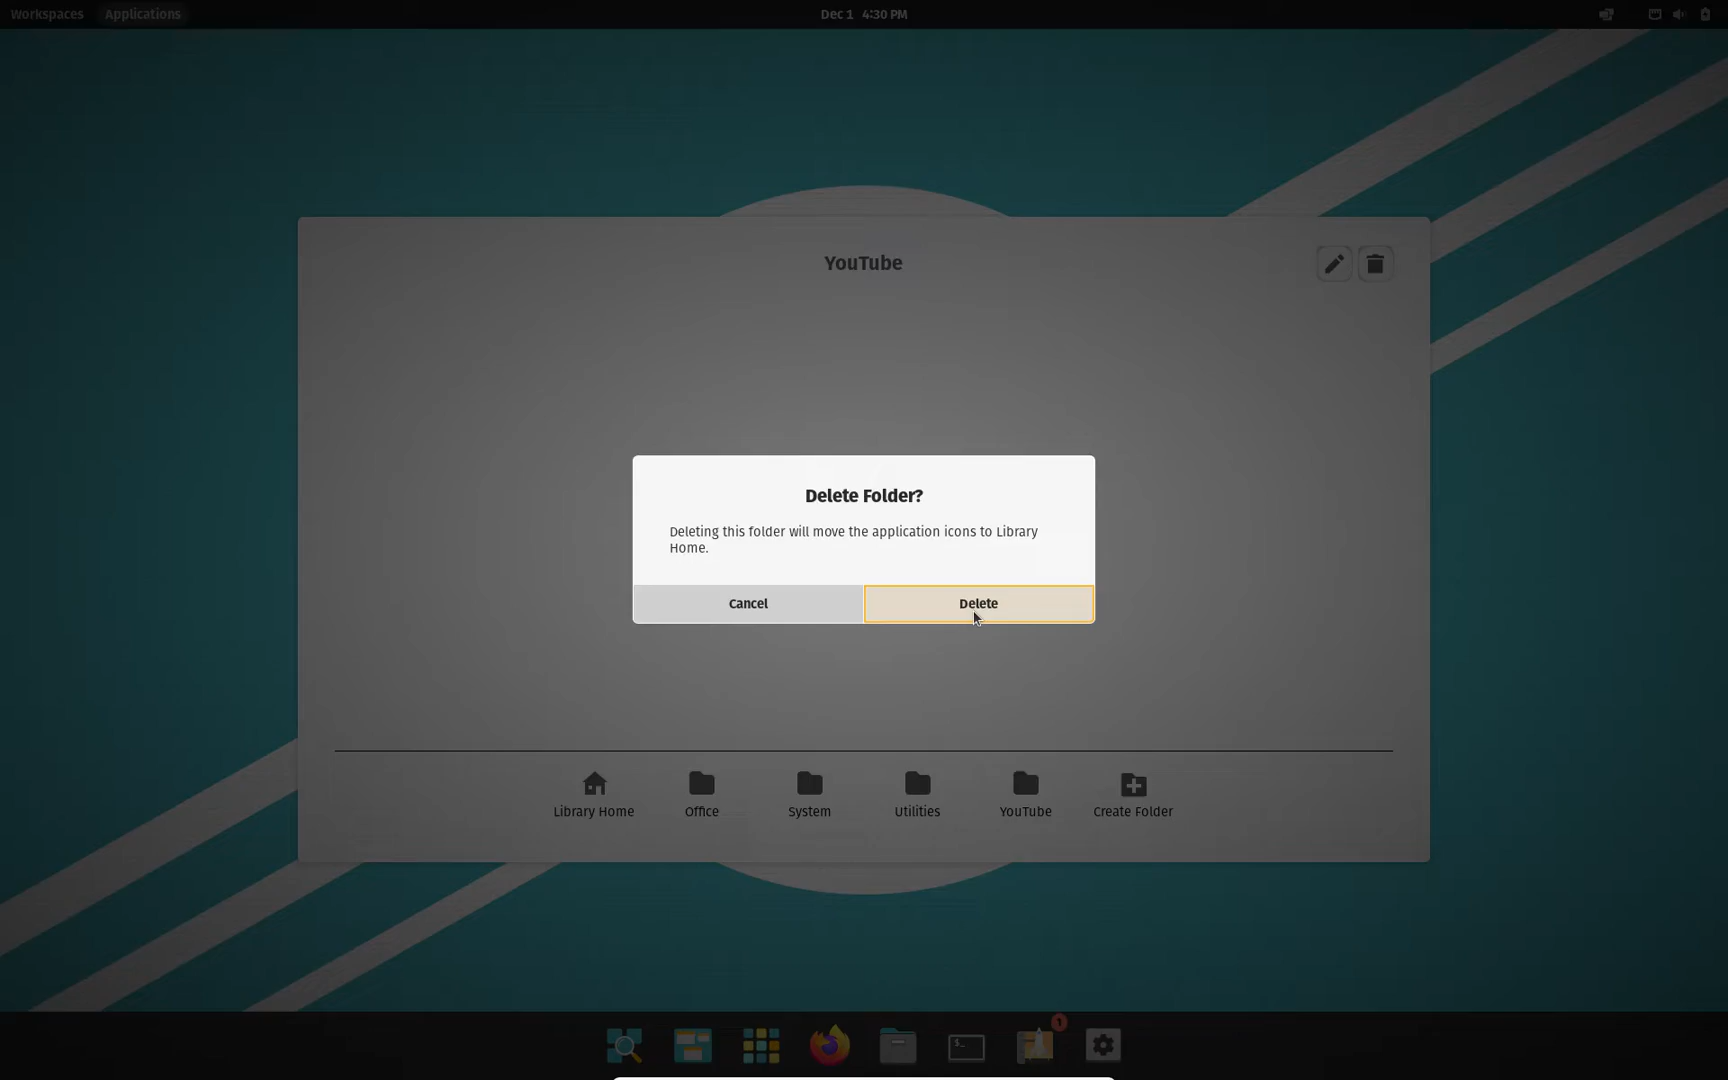 Workspaces Applications Dec 1 4:30 PM
YouTube
Delete Folder?
Deleting this folder will move the application icons to Library
Home.
Cancel Delete
Library Home Office System Utilities YouTube Create Folder
$_ 1